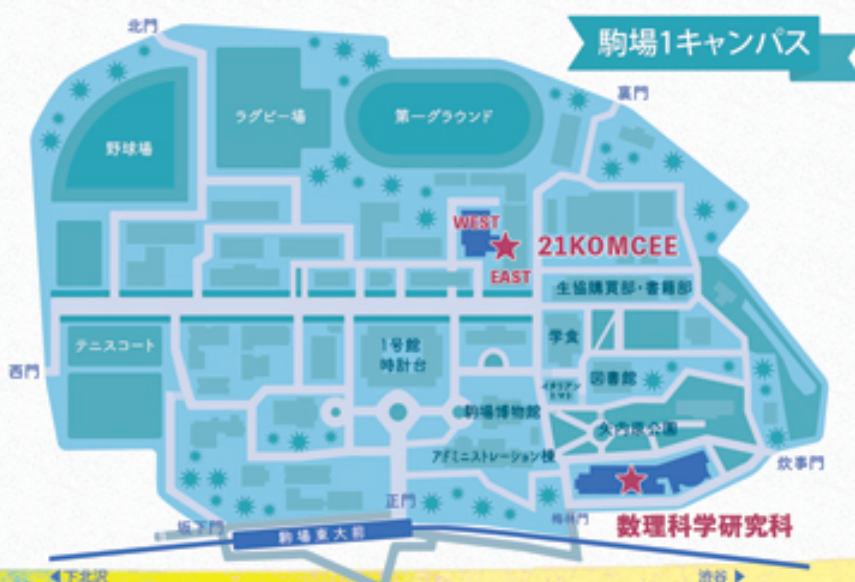 北門
駒場1キャンパス
裏門
ラグビー場
第一グラウンド
野球場
WEST
21KOMCEE
EAST
生協購買部・書籍部
学食
テニスコート
1号館
時計台
西門
イタリアン
トマト
図書館
駒場博物館
矢内原公園
アドミニストレーション棟
炊事門
正門
梅林門
坂下門
数理科学研究科
駒場東大前
◀下北沢
渋谷▶